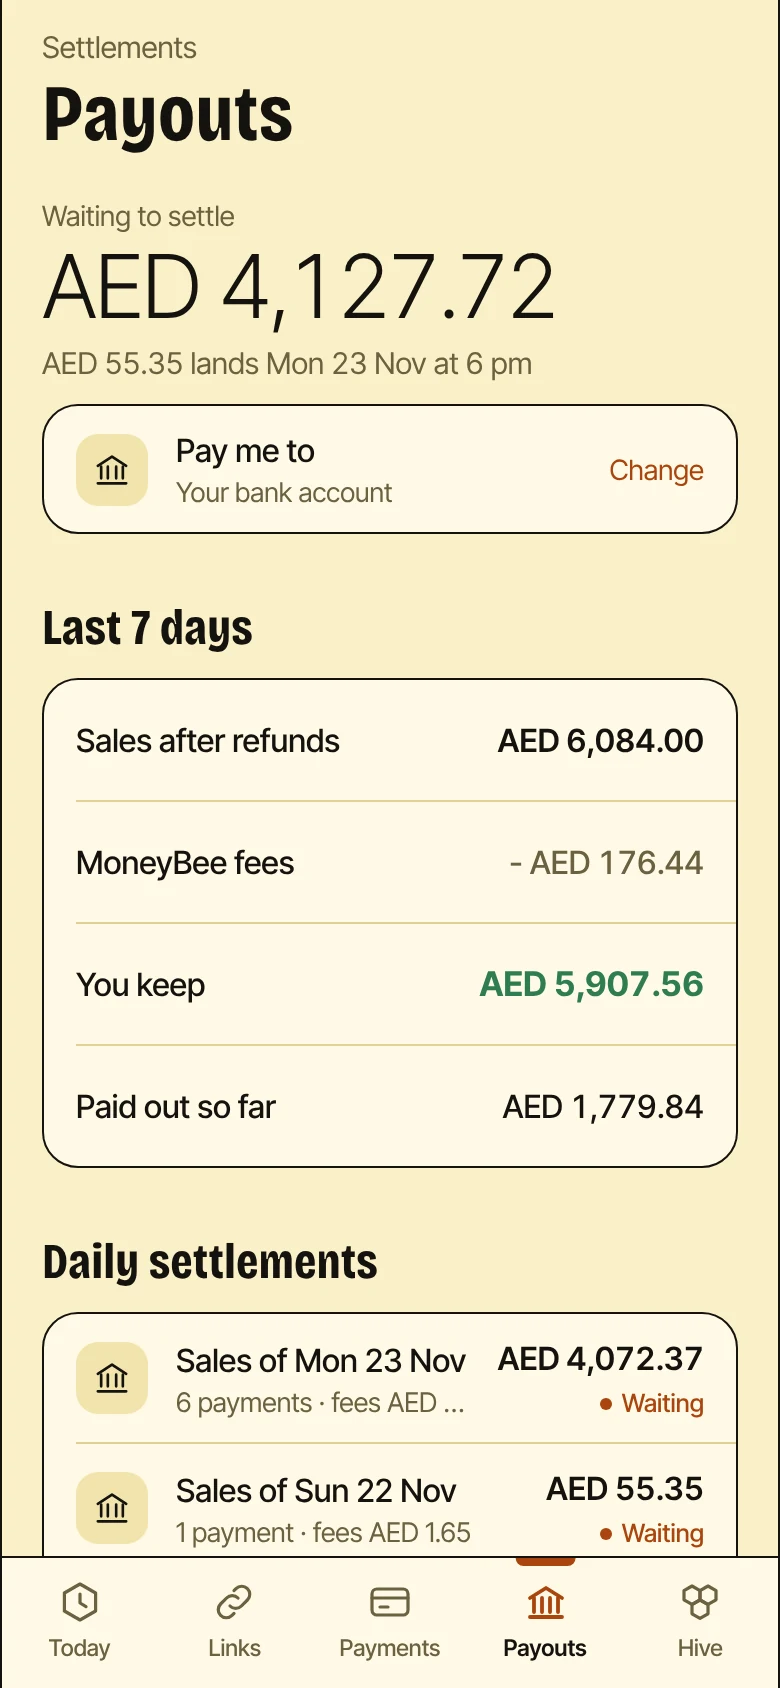 Settlements
Payouts
Waiting to settle
AED 4,127.72
AED 55.35 lands Mon 23 Nov at 6 pm
Pay me to
Your bank account
Change
Last 7 days
Sales after refunds AED 6,084.00
MoneyBee fees - AED 176.44
You keep AED 5,907.56
Paid out so far AED 1,779.84
Daily settlements
Sales of Mon 23 Nov AED 4,072.37
6 payments · fees AED ... Waiting
Sales of Sun 22 Nov AED 55.35
1 payment · fees AED 1.65 Waiting
Today Links Payments Payouts Hive